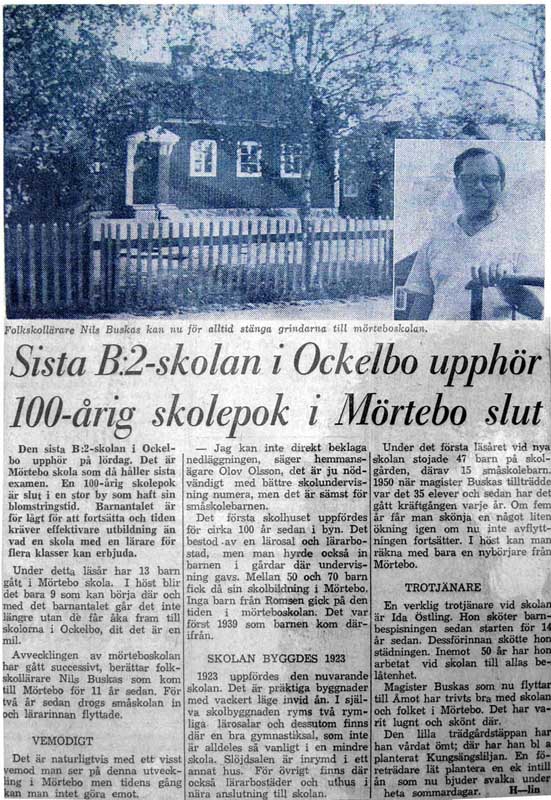 Folkskollärare Nils Buskas kan nu för alltid stänga grindarna till mörteboskolan.
Sista B:2-skolan i Ockelbo upphör
100-årig skolepok i Mörtebo slut
Den sista B:2-skolan i Ockel-
bo upphör på lördag. Det är
Mörtebo skola som då håller sista
examen. En 100-årig skolepok
är slut i en stor by som haft sin
blomstringstid. Barnantalet är
för lågt för att fortsätta och tiden
kräver effektivare utbildning än
vad en skola med en lärare för
flera klasser kan erbjuda.
Under detta läsår har 13 barn
gått i Mörtebo skola. I höst blir
det bara 9 som kan börja där och
med det barnantalet går det inte
längre utan de får åka fram till
skolorna i Ockelbo, dit det är en
mil.
Avvecklingen av mörteboskolan
har gått successivt, berättar folk-
skollärare Nils Buskas som kom
till Mörtebo för 11 år sedan. För
två år sedan drogs småskolan in
och lärarinnan flyttade.
VEMODIGT
Det är naturligtvis med ett visst
vemod man ser på denna utveck-
ling i Mörtebo men tidens gång
kan man intet göra emot.
— Jag kan inte direkt beklaga
nedläggningen, säger hemmans-
ägare Olov Olsson, det är ju nöd-
vändigt med bättre skolundervis-
ning numera, men det är sämst för
småskolebarnen.
Det första skolhuset uppfördes
för cirka 100 år sedan i byn. Det
bestod av en lärosal och lärarbo-
stad, men man hyrde också in
barnen i gårdar där undervis-
ning gavs. Mellan 50 och 70 barn
fick då sin skolbildning i Mörtebo.
Inga barn från Romsen gick på den
tiden i mörteboskolan. Det var
först 1939 som barnen kom där-
ifrån.
SKOLAN BYGGDES 1923
1923 uppfördes den nuvarande
skolan. Det är präktiga byggnader
med vackert läge invid ån. I själ-
va skolbyggnaden ryms två rym-
liga lärosalar och dessutom finns
där en bra gymnastiksal, som inte
är alldeles så vanligt i en mindre
skola. Slöjdsalen är inrymd i ett
annat hus. För övrigt finns där
också lärarbostäder och uthus i
nära anslutning till skolan.
Under det första läsåret vid nya
skolan stojade 47 barn på skol-
gården, därav 15 småskolebarn.
1950 när magister Buskas tillträdde
var det 35 elever och sedan har det
gått kräftgången varje år. Om fem
år får man skönja en något liten
ökning igen om nu inte avflytt-
ningen fortsätter. I höst kan man
räkna med bara en nybörjare från
Mörtebo.
TROTJÄNARE
En verklig trotjänare vid skolan
är Ida Östling. Hon sköter barn-
bespisningen sedan starten för 14
år sedan. Dessförinnan skötte hon
städningen. Inemot 50 år har hon
arbetat vid skolan till allas be-
låtenhet.
Magister Buskas som nu flyttar
till Åmot har trivts bra med skolan
och folket i Mörtebo. Det har va-
rit lugnt och skönt där.
Den lilla trädgårdstäppan har
han vårdat ömt; där har han bl a
planterat Kungsängsliljan. En fö-
reträdare lät plantera en ek intill
ån som nu bjuder svalka under
heta sommardagar. H—lin